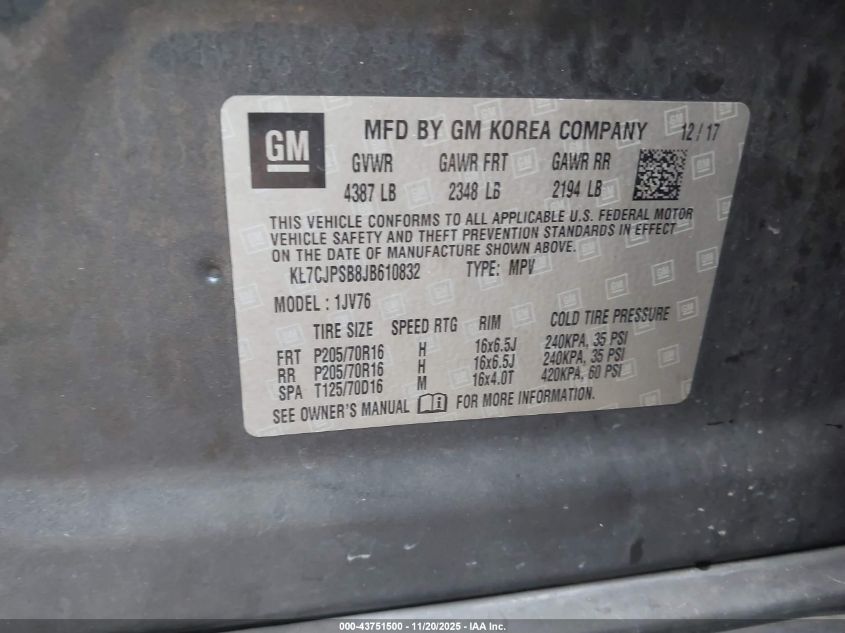 GM
MFD BY GM KOREA COMPANY 12/17
GVWR GAWR FRT GAWR RR
4387 LB 2348 LB 2194 LB
THIS VEHICLE CONFORMS TO ALL APPLICABLE U.S. FEDERAL MOTOR
VEHICLE SAFETY AND THEFT PREVENTION STANDARDS IN EFFECT
ON THE DATE OF MANUFACTURE SHOWN ABOVE.
KL7CJPSB8JB610832 TYPE: MPV
MODEL : 1JV76
TIRE SIZE SPEED RTG RIM COLD TIRE PRESSURE
FRT P205/70R16 H 16x6.5J 240KPA, 35 PSI
RR P205/70R16 H 16x6.5J 240KPA, 35 PSI
SPA T125/70D16 M 16x4.0T 420KPA, 60 PSI
SEE OWNER'S MANUAL FOR MORE INFORMATION.
000-43751500 - 11/20/2025 - IAA Inc.